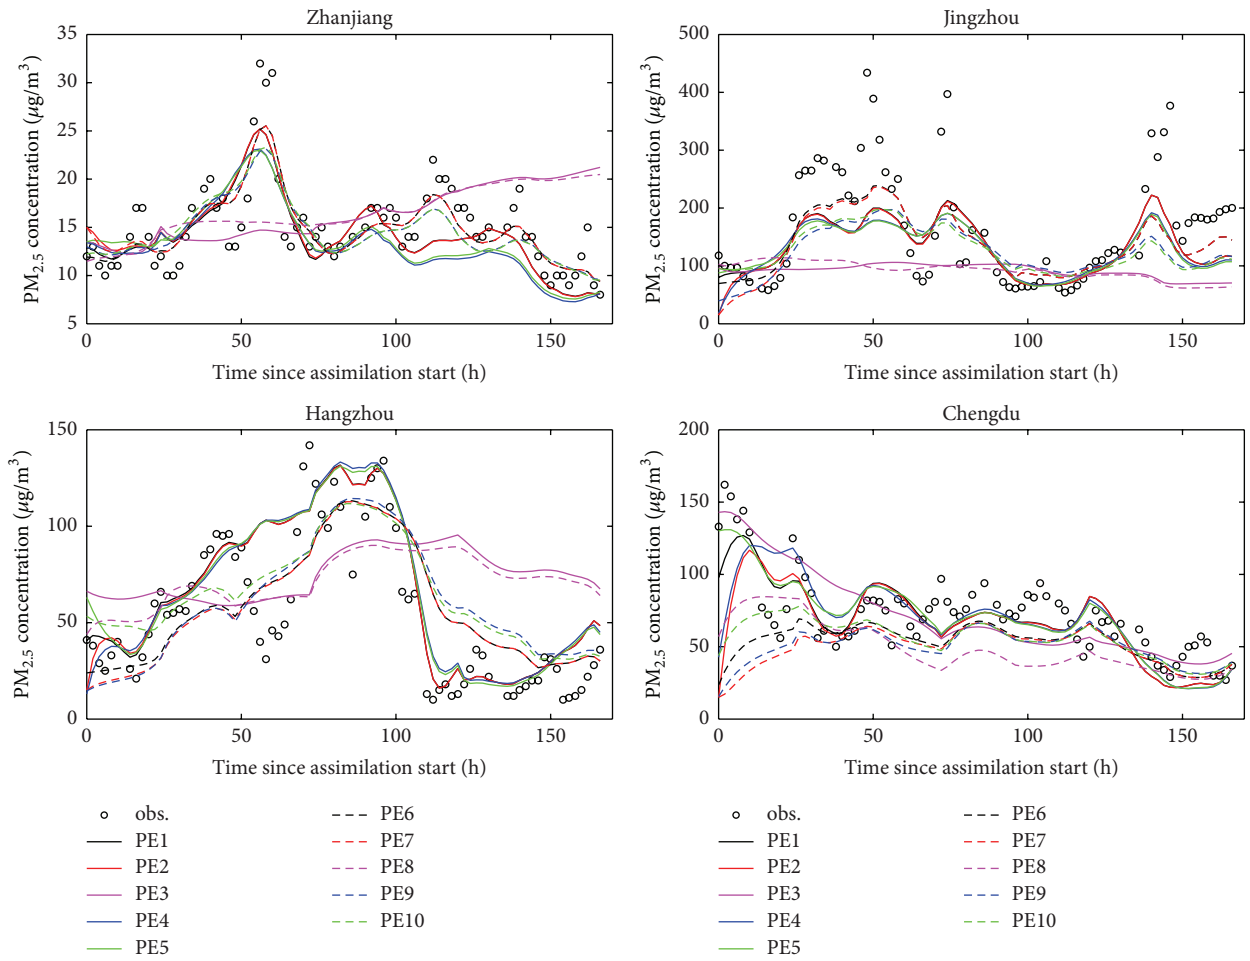 Zhanjiang
35
30
25
20
15
10
5
0 50 100 150
PM2.5 concentration (μg/m3)
Time since assimilation start (h)
Jingzhou
500
400
300
200
100
0
0 50 100 150
PM2.5 concentration (μg/m3)
Time since assimilation start (h)
Hangzhou
150
100
50
0
0 50 100 150
PM2.5 concentration (μg/m3)
Time since assimilation start (h)
Chengdu
200
150
100
50
0
0 50 100 150
PM2.5 concentration (μg/m3)
Time since assimilation start (h)
obs.
PE1
PE2
PE3
PE4
PE5
PE6
PE7
PE8
PE9
PE10
obs.
PE1
PE2
PE3
PE4
PE5
PE6
PE7
PE8
PE9
PE10